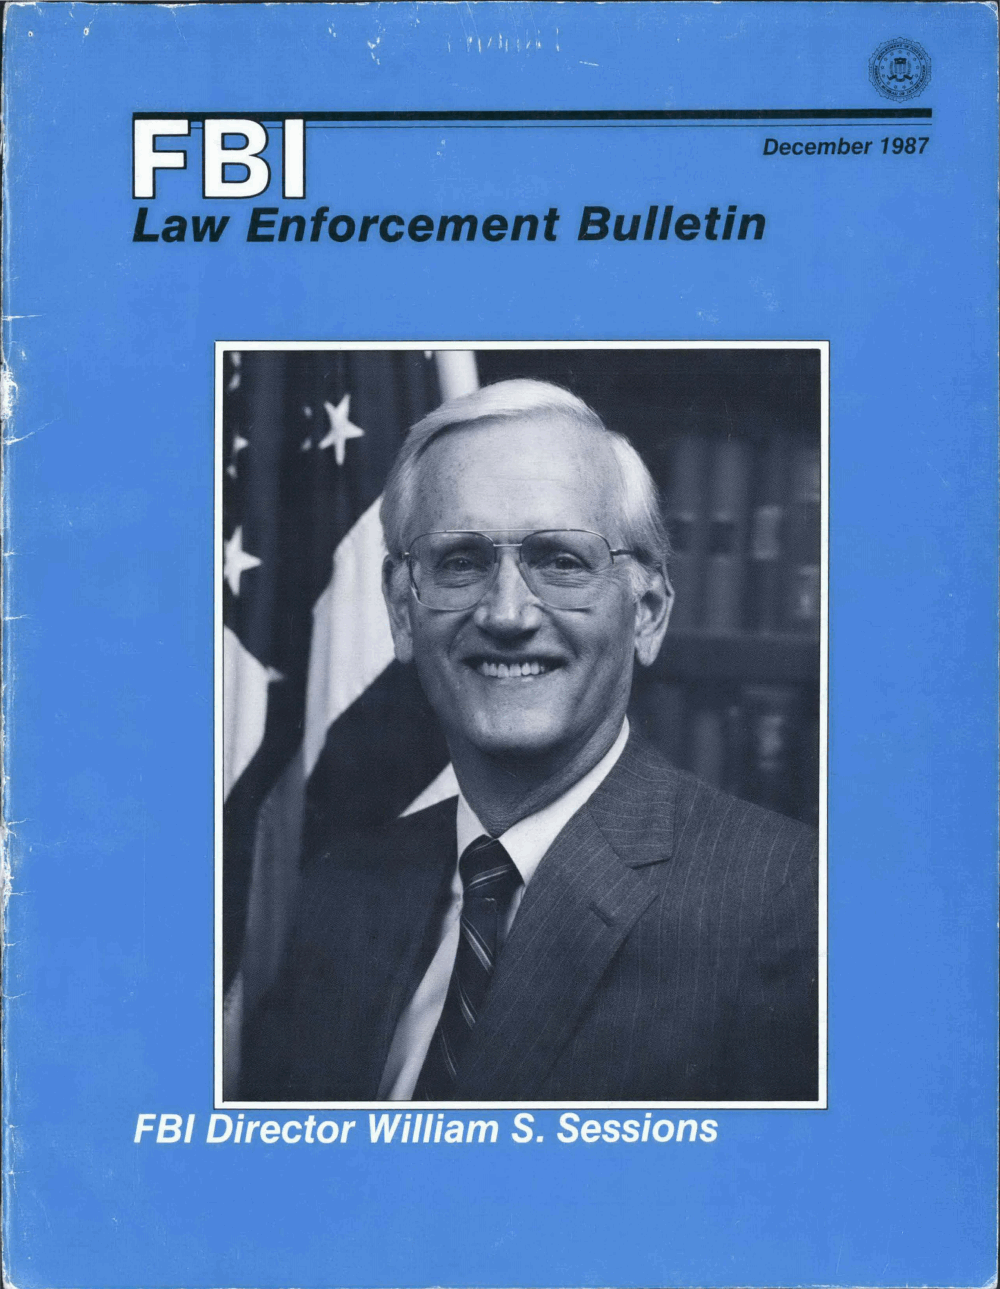 December 1987
FBI
Law Enforcement Bulletin
FBI Director William S. Sessions